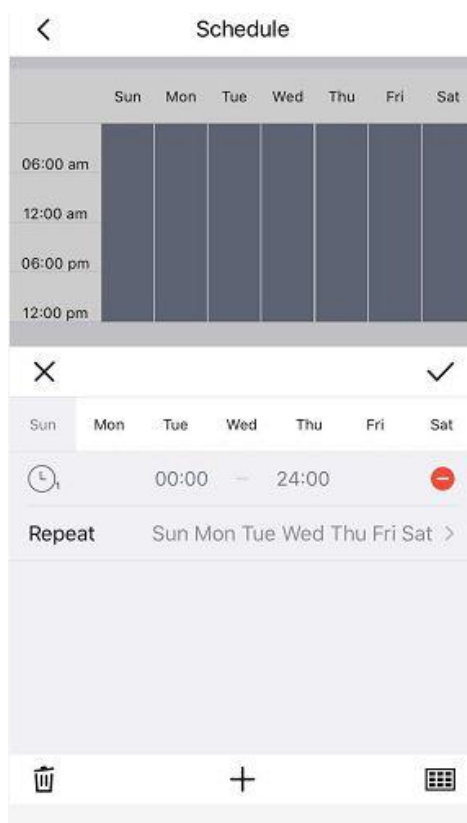 Schedule
Sun Mon Tue Wed Thu Fri Sat
06:00 am
12:00 am
06:00 pm
12:00 pm
Sun Mon Tue Wed Thu Fri Sat
1 00:00 – 24:00
Repeat Sun Mon Tue Wed Thu Fri Sat >